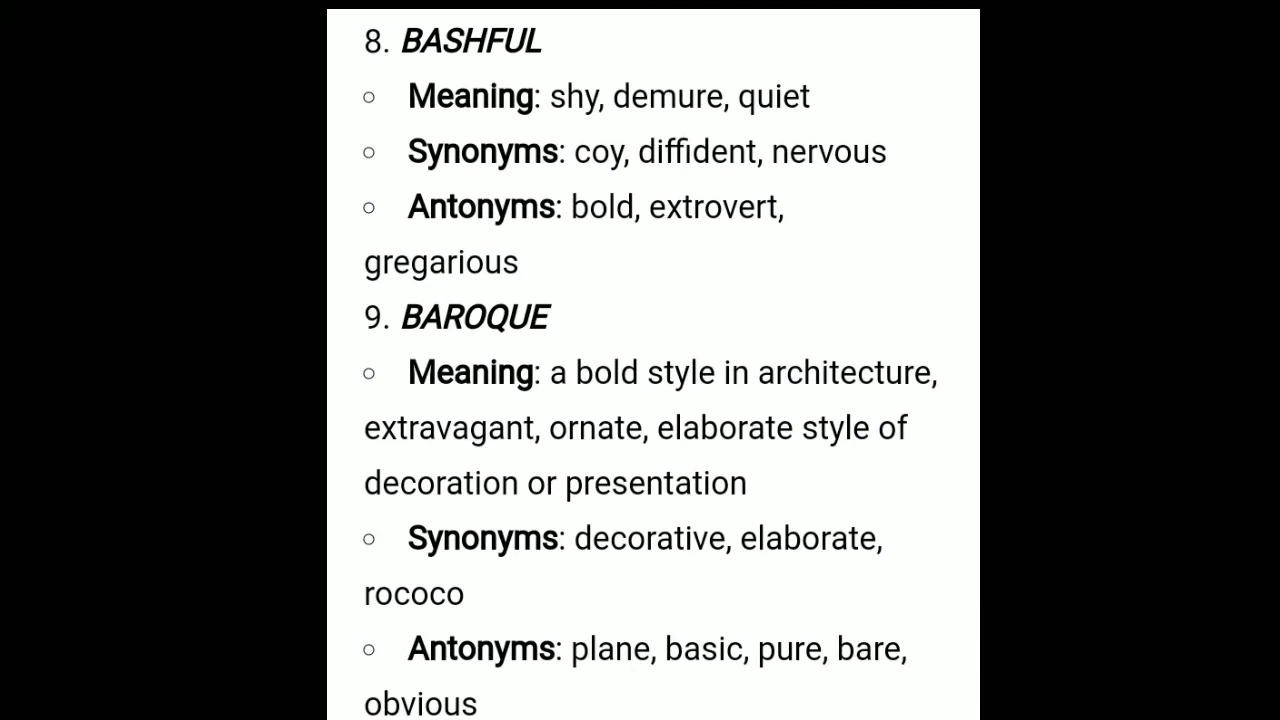 8. BASHFUL
○ Meaning: shy, demure, quiet
○ Synonyms: coy, diffident, nervous
○ Antonyms: bold, extrovert,
gregarious
9. BAROQUE
○ Meaning: a bold style in architecture,
extravagant, ornate, elaborate style of
decoration or presentation
○ Synonyms: decorative, elaborate,
rococo
○ Antonyms: plane, basic, pure, bare,
obvious